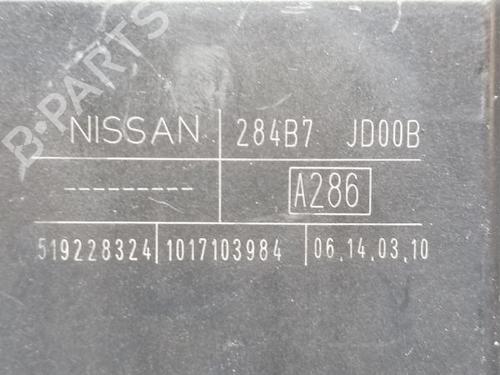 B-PARTS
NISSAN 284B7 JD00B
--------- A286
519228324 1017103984 06.14.03.10